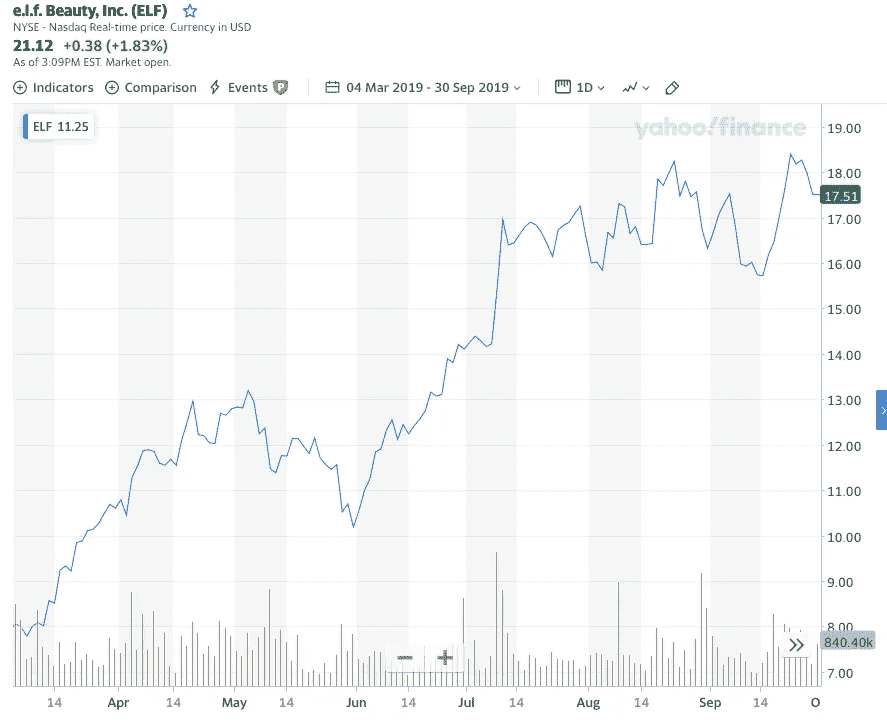 e.l.f. Beauty, Inc. (ELF)
NYSE - Nasdaq Real-time price. Currency in USD
21.12 +0.38 (+1.83%)
As of 3:09PM EST. Market open.
Indicators Comparison Events P 04 Mar 2019 - 30 Sep 2019 1D
ELF 11.25
yahoo!finance
19.00
18.00
17.51
17.00
16.00
15.00
14.00
13.00
12.00
11.00
10.00
9.00
8.00
840.40k
7.00
14 Apr 14 May 14 Jun 14 Jul 14 Aug 14 Sep 14 O